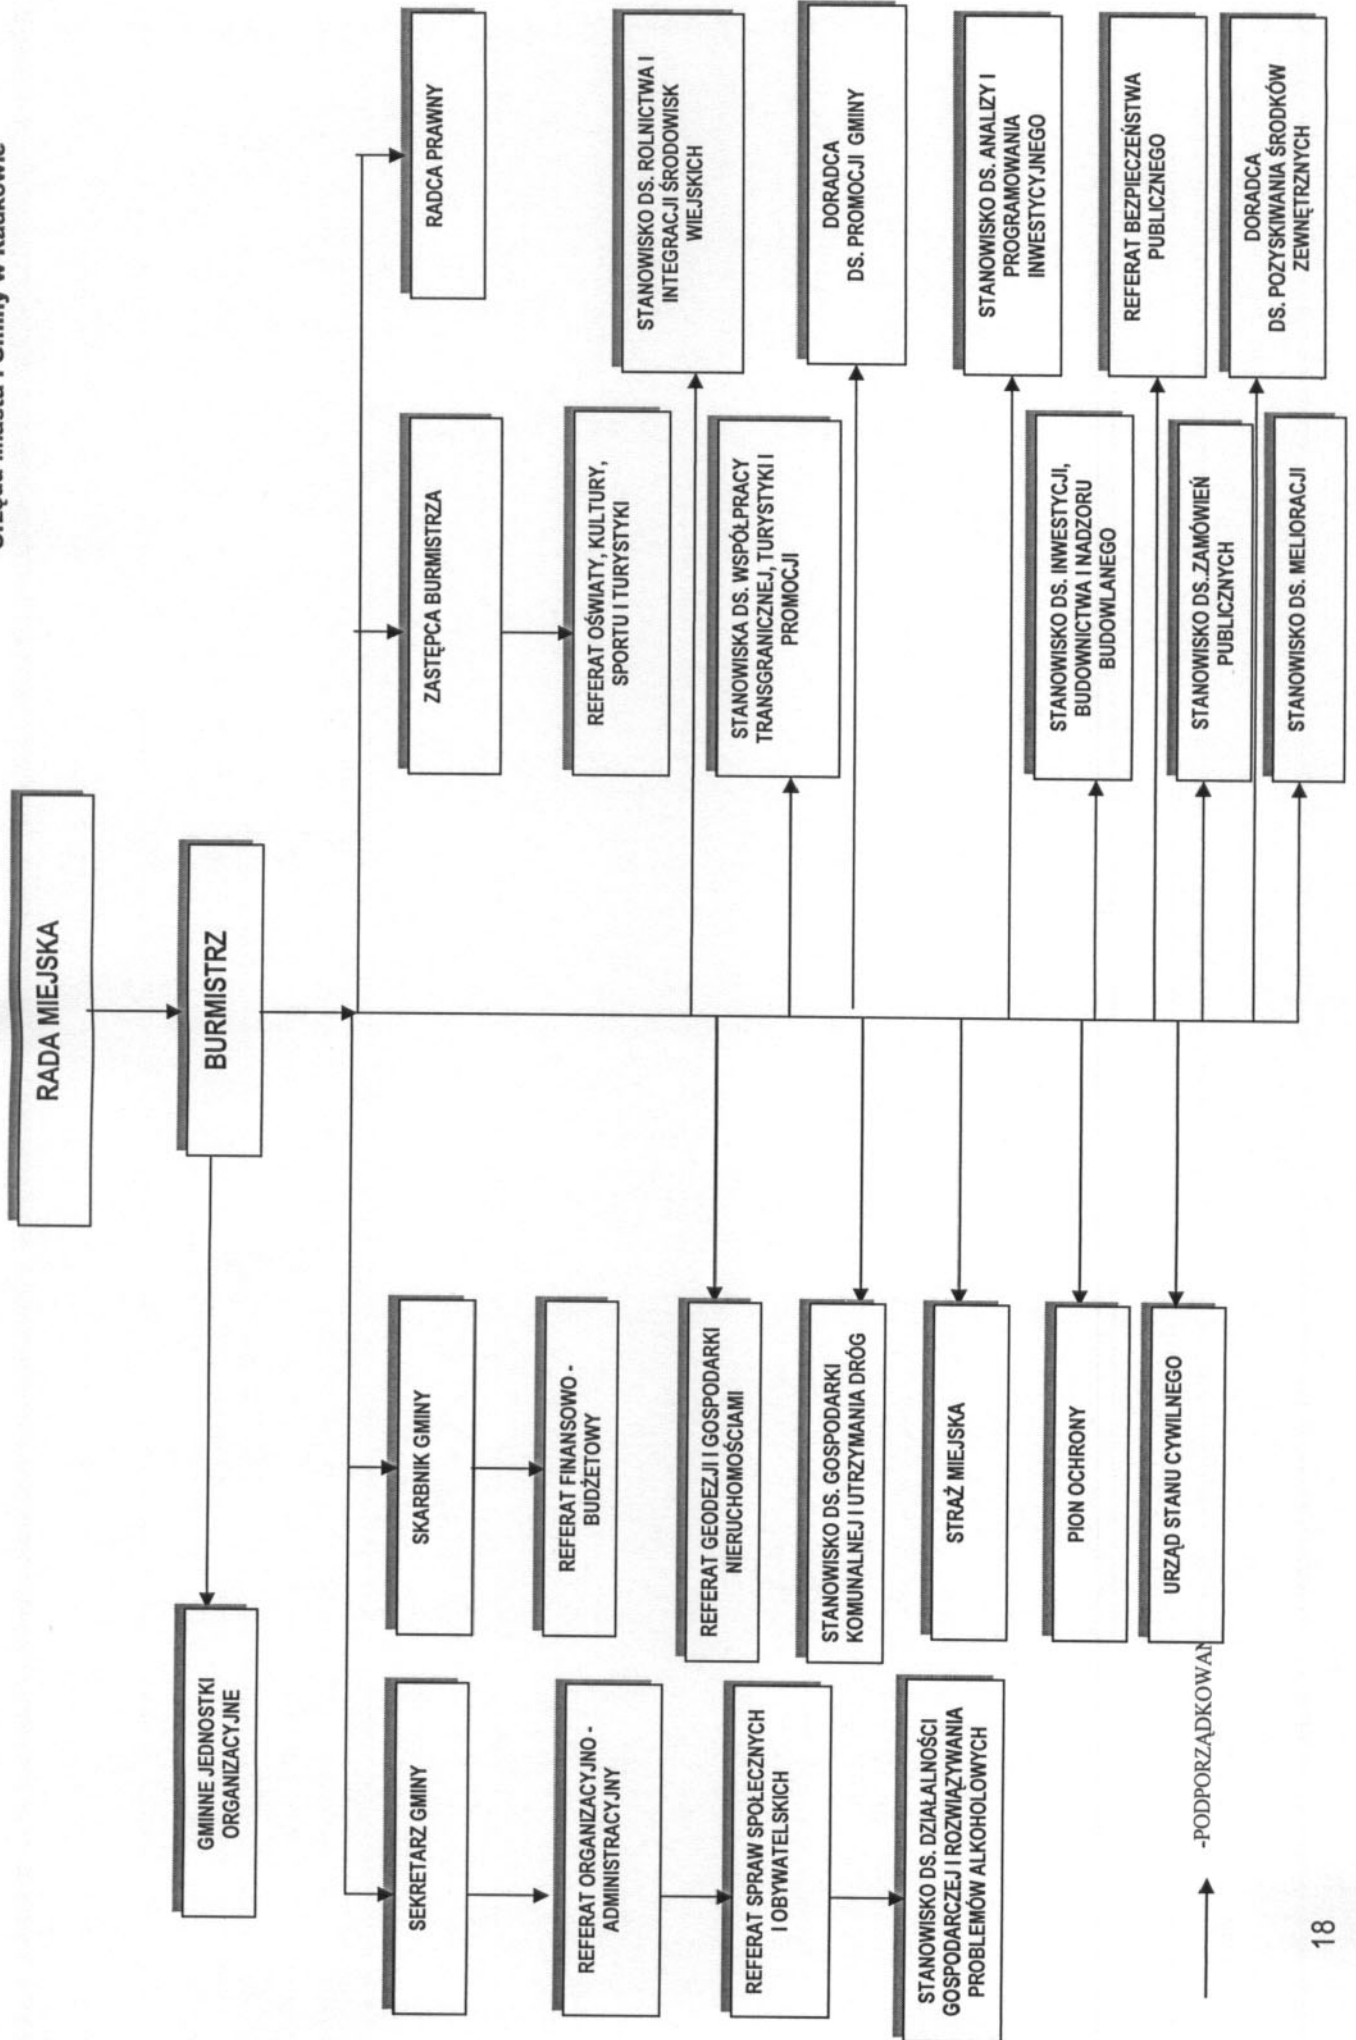 RADA MIEJSKA
BURMISTRZ
GMINNE JEDNOSTKI
ORGANIZACYJNE
SEKRETARZ GMINY
SKARBNIK GMINY
ZASTĘPCA BURMISTRZA
RADCA PRAWNY
REFERAT ORGANIZACYJNO -
ADMINISTRACYJNY
REFERAT FINANSOWO -
BUDŻETOWY
REFERAT OŚWIATY, KULTURY,
SPORTU I TURYSTYKI
STANOWISKO DS. ROLNICTWA I
INTEGRACJI ŚRODOWISK
WIEJSKICH
REFERAT SPRAW SPOŁECZNYCH
I OBYWATELSKICH
REFERAT GEODEZJI I GOSPODARKI
NIERUCHOMOŚCIAMI
STANOWISKA DS. WSPÓŁPRACY
TRANSGRANICZNEJ, TURYSTYKI I
PROMOCJI
DORADCA
DS. PROMOCJI GMINY
STANOWISKO DS. DZIAŁALNOŚCI
GOSPODARCZEJ I ROZWIĄZYWANIA
PROBLEMÓW ALKOHOLOWYCH
STANOWISKO DS. GOSPODARKI
KOMUNALNEJ I UTRZYMANIA DRÓG
STRAŻ MIEJSKA
STANOWISKO DS. ANALIZY I
PROGRAMOWANIA
INWESTYCYJNEGO
STANOWISKO DS. INWESTYCJI,
BUDOWNICTWA I NADZORU
BUDOWLANEGO
PION OCHRONY
REFERAT BEZPIECZEŃSTWA
PUBLICZNEGO
URZĄD STANU CYWILNEGO
STANOWISKO DS.ZAMÓWIEŃ
PUBLICZNYCH
DORADCA
DS. POZYSKIWANIA ŚRODKÓW
ZEWNĘTRZNYCH
STANOWISKO DS. MELIORACJI
-PODPORZĄDKOWAN
18